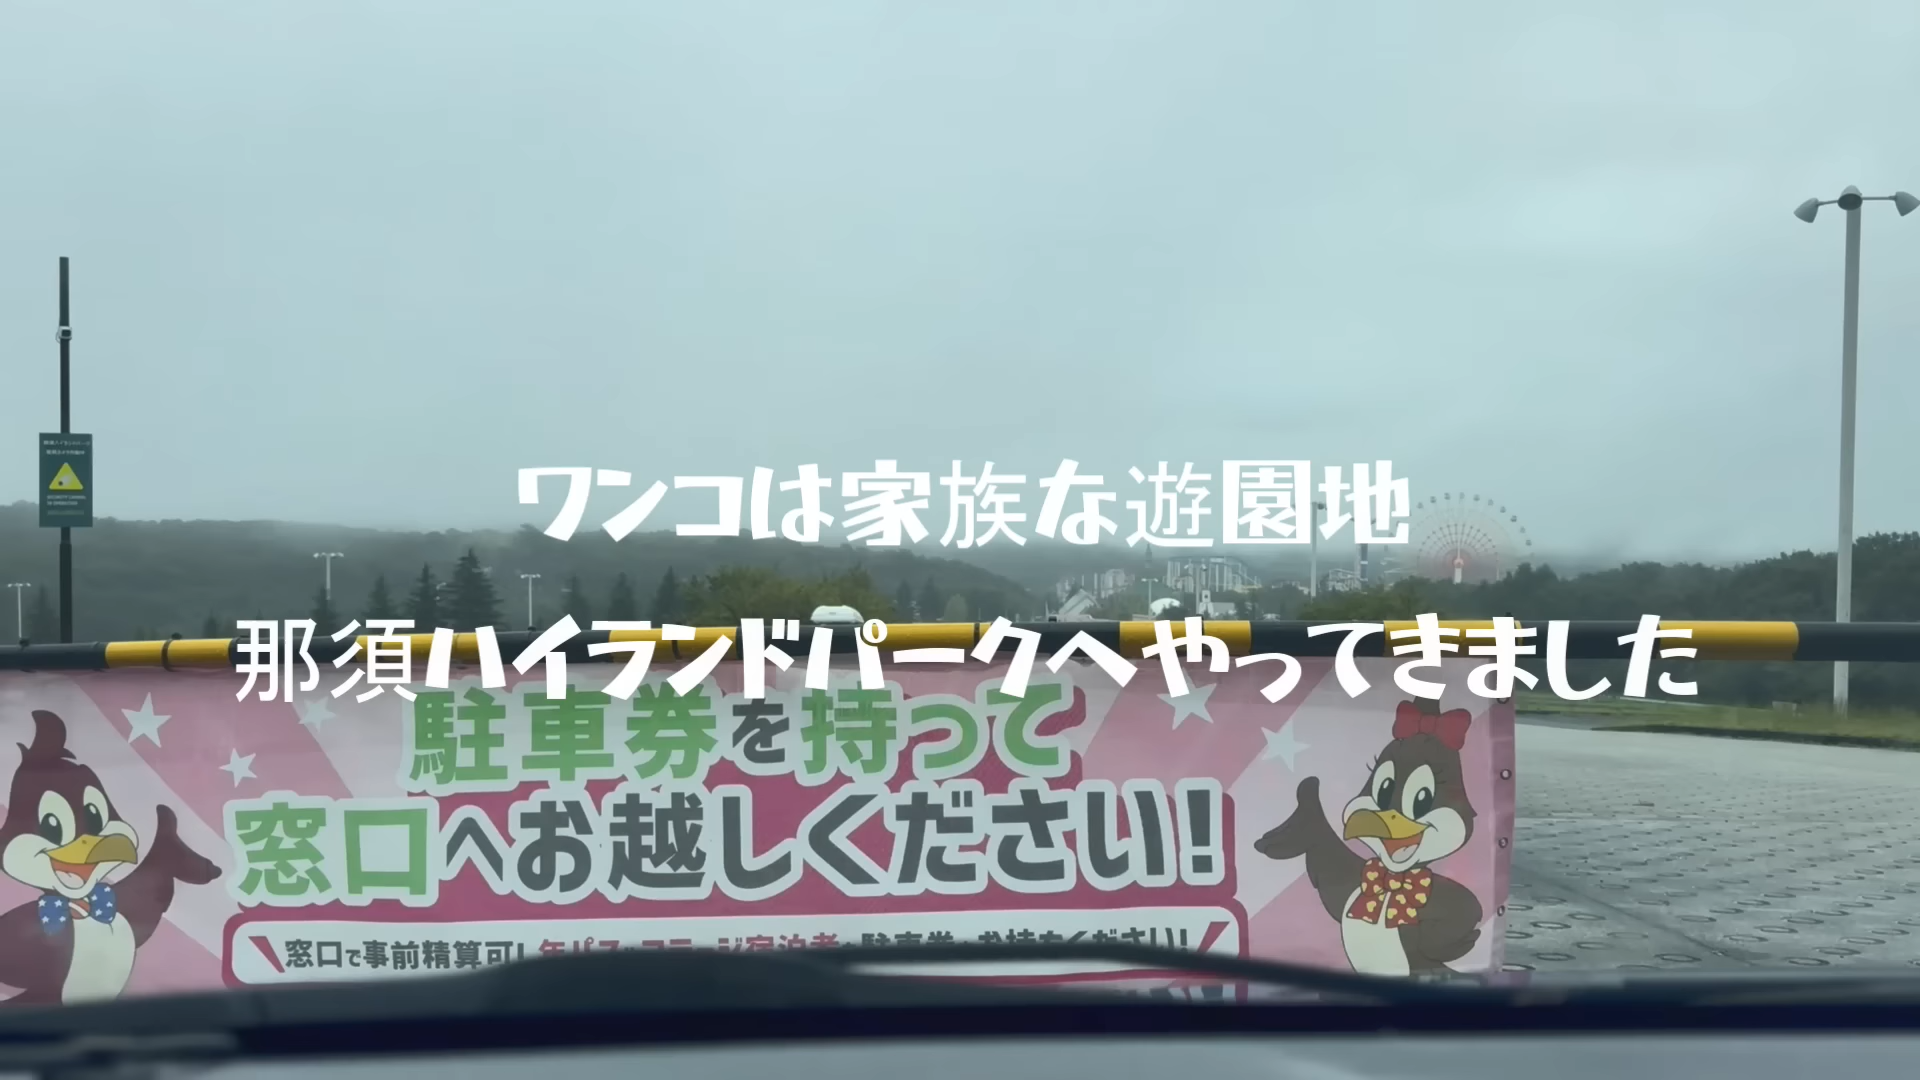 ワンコは家族な遊園地
那須ハイランドパークへやってきました
駐車券を持って
窓口へお越しください!
窓口で事前精算可!